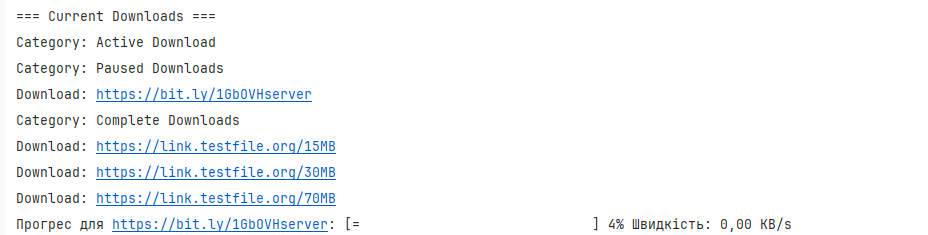 === Current Downloads ===
Category: Active Download
Category: Paused Downloads
Download: https://bit.ly/1GbOVHserver
Category: Complete Downloads
Download: https://link.testfile.org/15MB
Download: https://link.testfile.org/30MB
Download: https://link.testfile.org/70MB
Прогрес для https://bit.ly/1GbOVHserver: [=                             ] 4% Швидкість: 0,00 KB/s